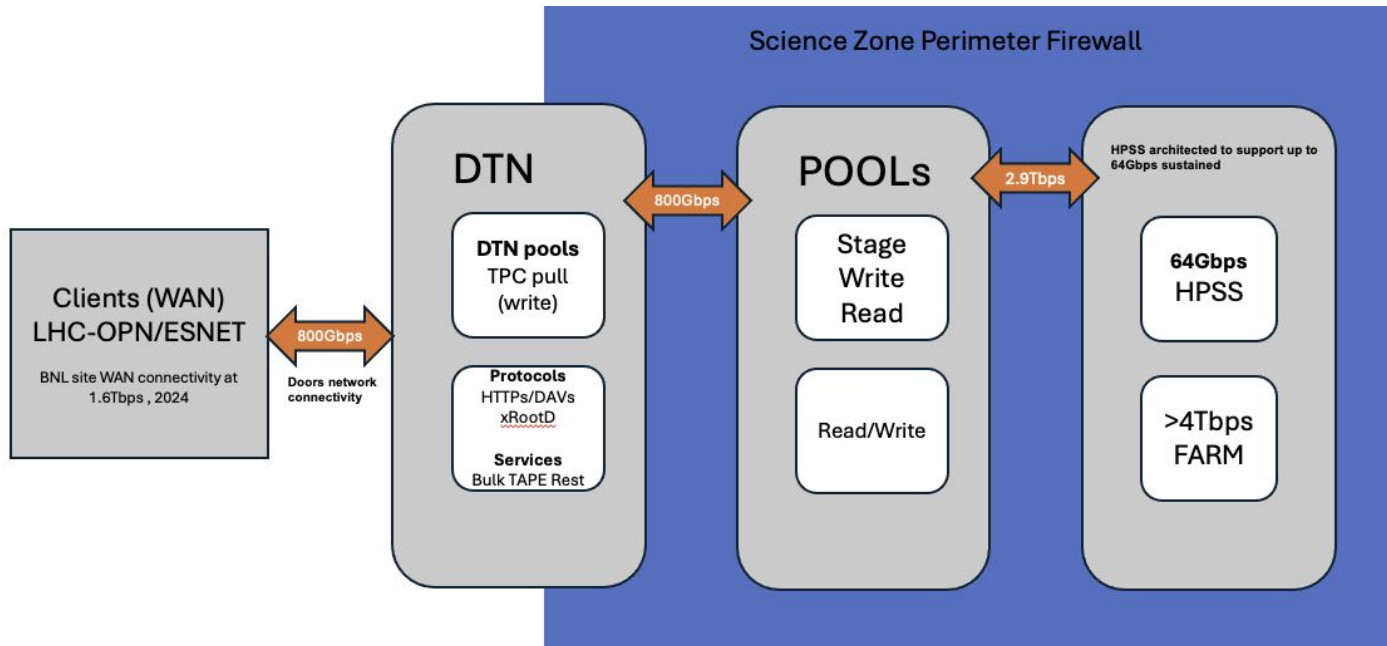 Science Zone Perimeter Firewall
Clients (WAN)
LHC-OPN/ESNET
BNL site WAN connectivity at
1.6Tbps , 2024
800Gbps
Doors network
connectivity
DTN
DTN pools
TPC pull
(write)
Protocols
HTTPs/DAVs
xRootD
Services
Bulk TAPE Rest
800Gbps
POOLs
Stage
Write
Read
Read/Write
2.9Tbps
HPSS architected to support up to
64Gbps sustained
64Gbps
HPSS
>4Tbps
FARM